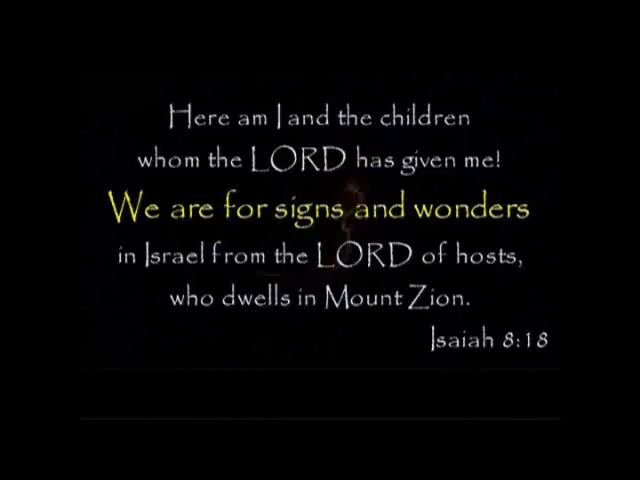 Here am I and the children
whom the LORD has given me!
We are for signs and wonders
in Israel from the LORD of hosts,
who dwells in Mount Zion.
Isaiah 8:18